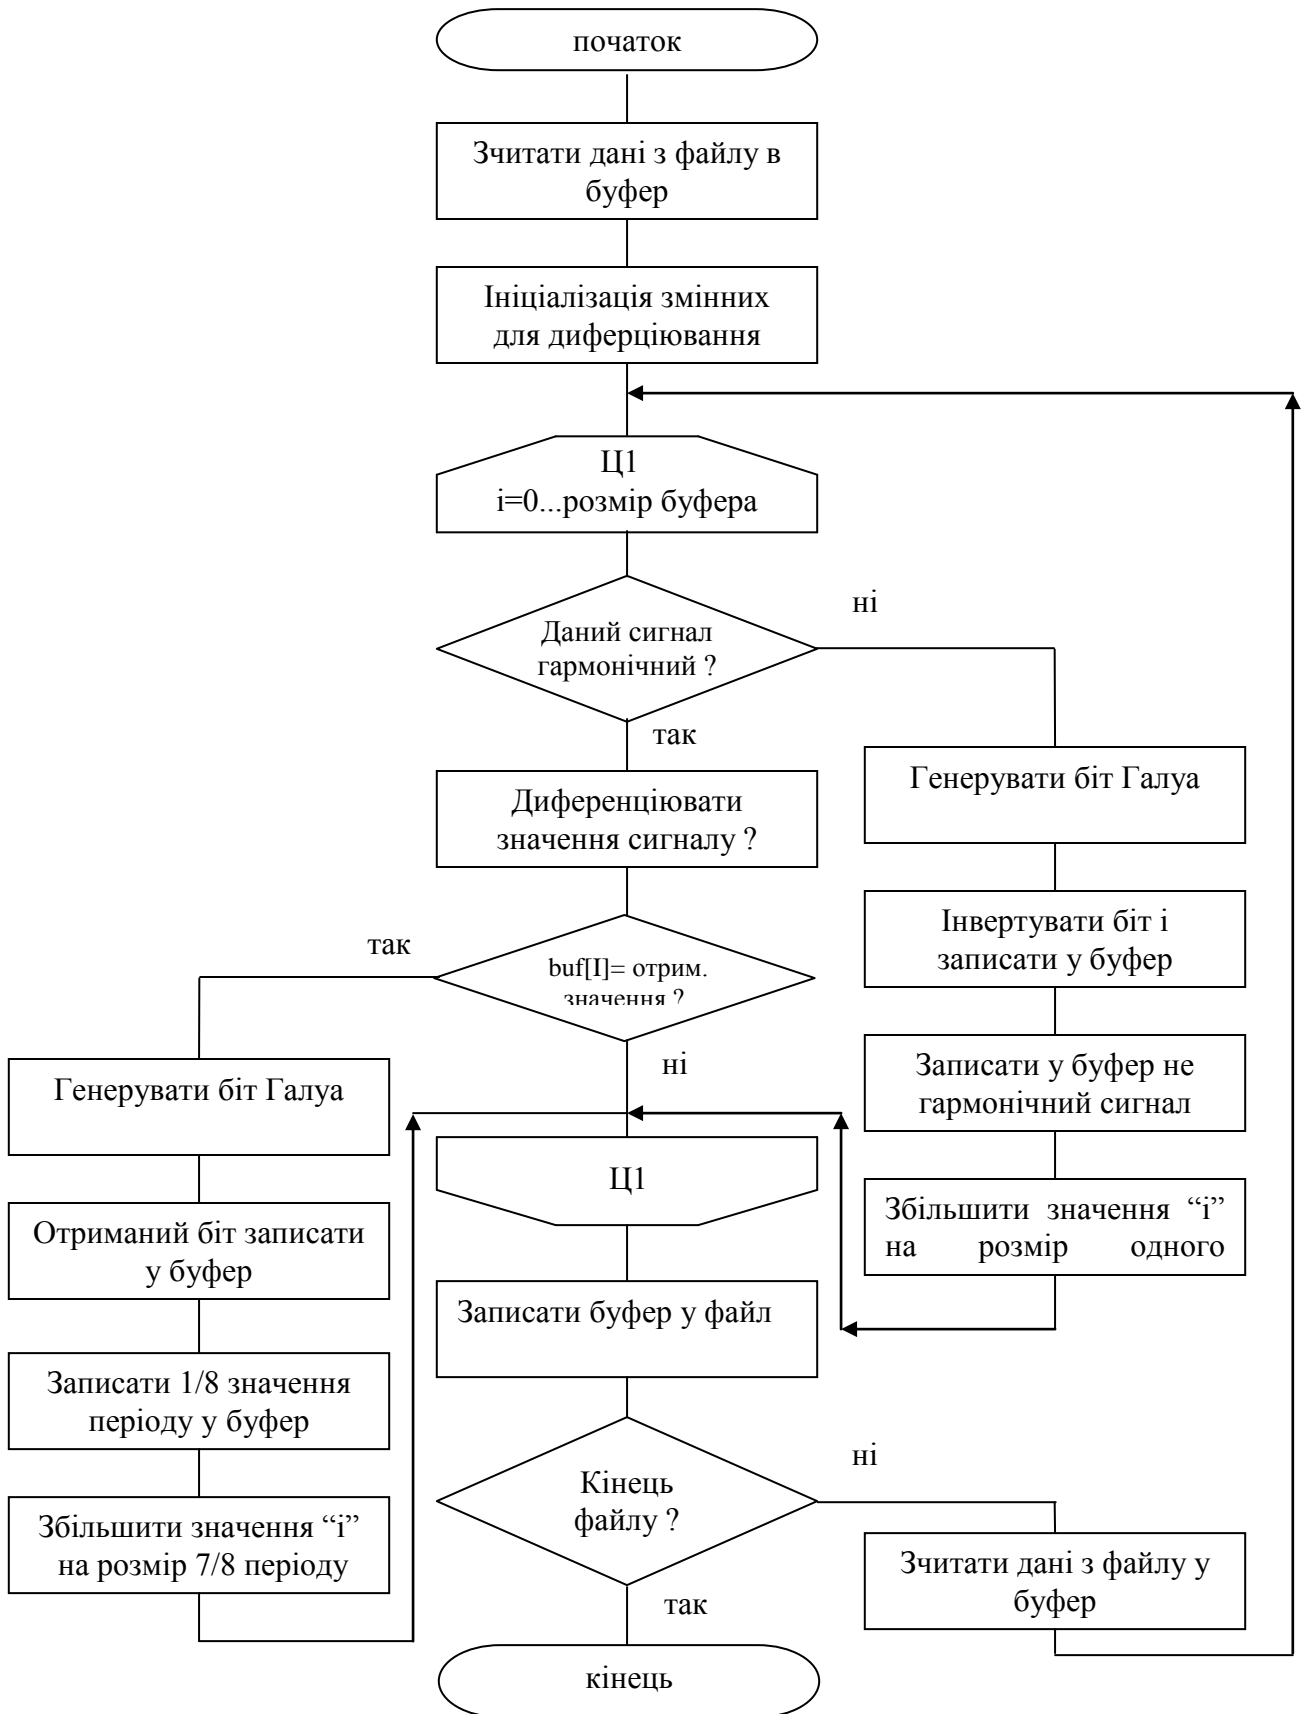 початок
Зчитати дані з файлу в
буфер
Ініціалізація змінних
для диферціювання
Ц1
і=0...розмір буфера
ні
Даний сигнал
гармонічний ?
так
Генерувати біт Галуа
Диференціювати
значення сигналу ?
Інвертувати біт і
записати у буфер
так
buf[I]= отрим.
значення ?
ні
Записати у буфер не
гармонічний сигнал
Генерувати біт Галуа
Ц1
Збільшити значення “і”
на розмір одного
Отриманий біт записати
у буфер
Записати буфер у файл
Записати 1/8 значення
періоду у буфер
ні
Кінець
файлу ?
Збільшити значення “і”
на розмір 7/8 періоду
Зчитати дані з файлу у
буфер
так
кінець